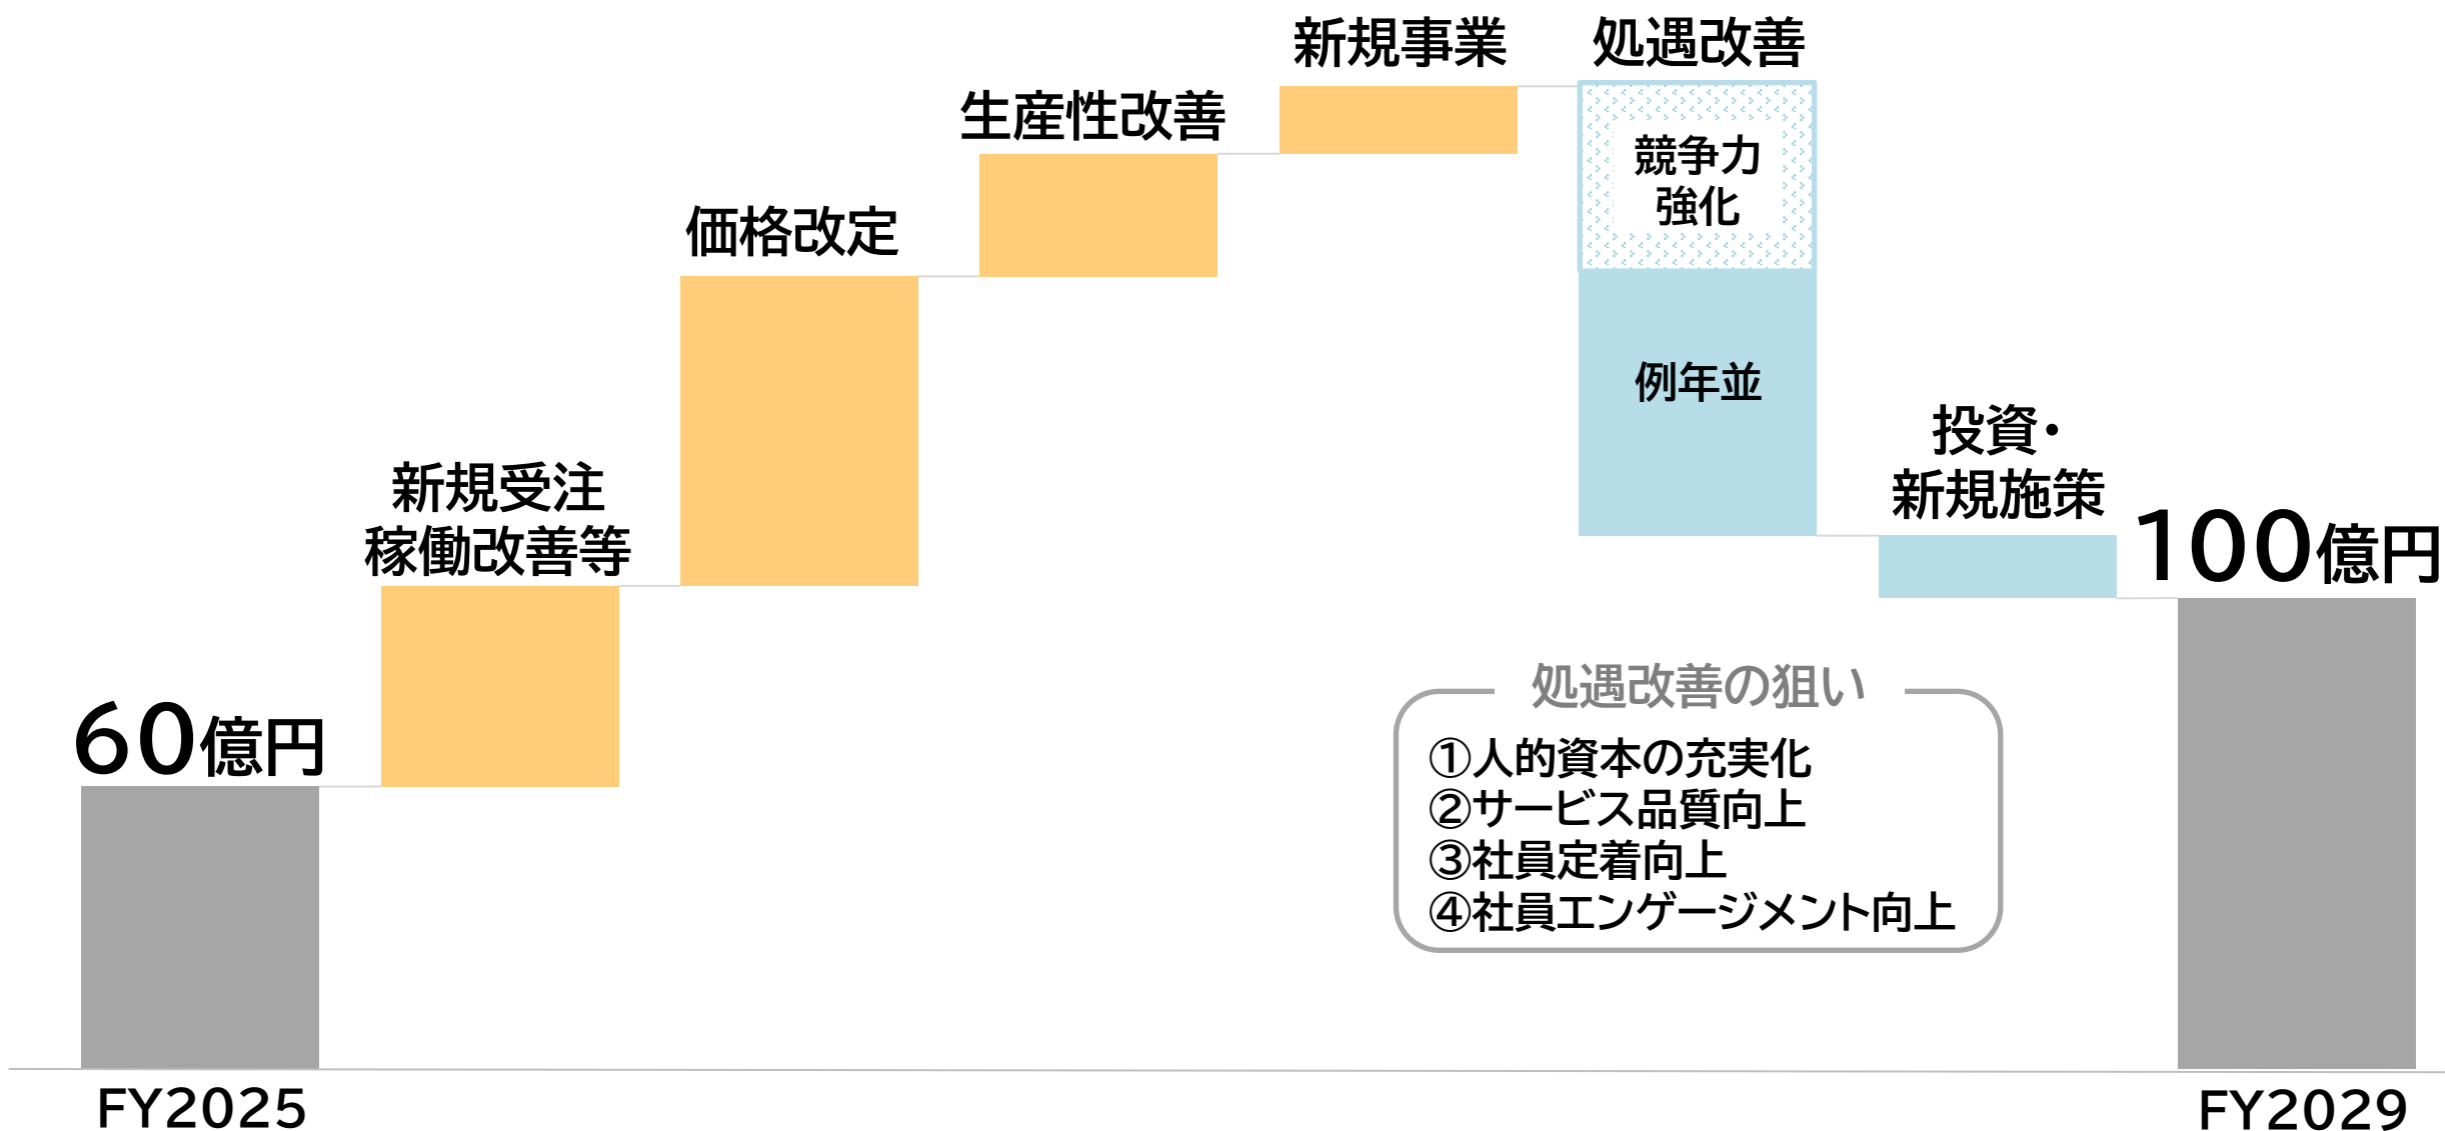 60億円
新規受注
稼働改善等
価格改定
生産性改善
新規事業
処遇改善
競争力
強化
例年並
投資・
新規施策
100億円
処遇改善の狙い
①人的資本の充実化
②サービス品質向上
③社員定着向上
④社員エンゲージメント向上
FY2025
FY2029